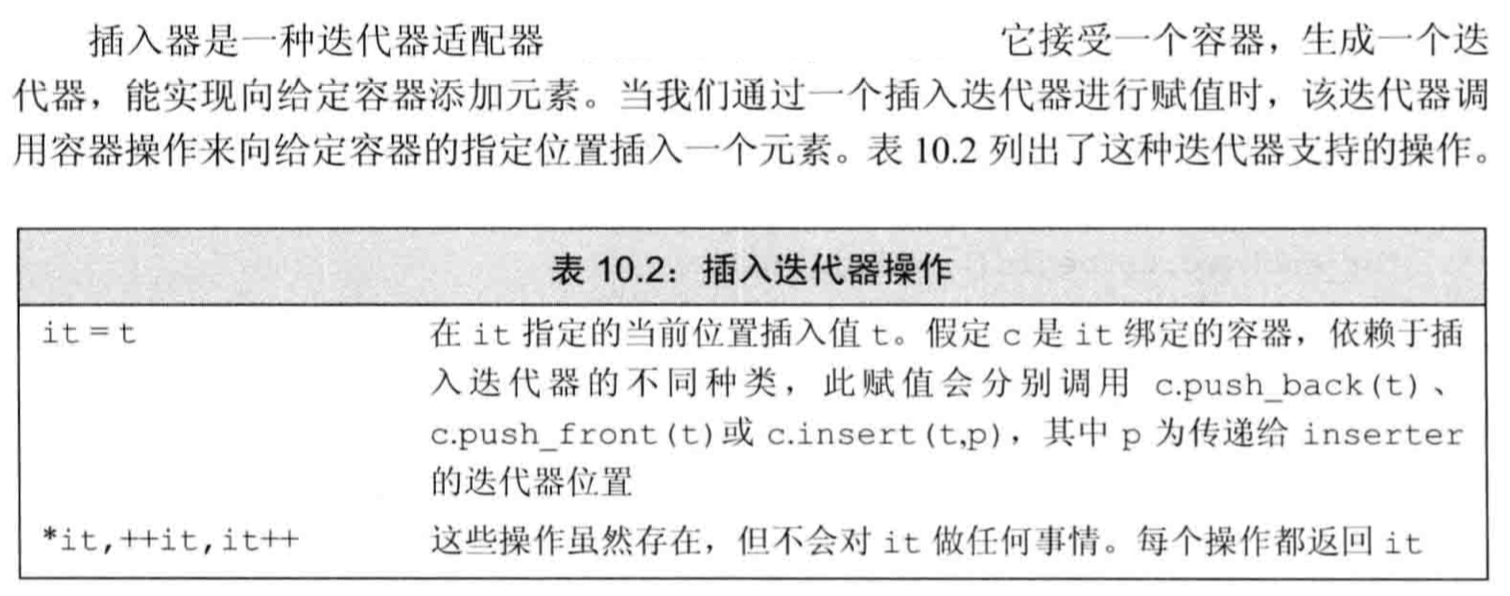 插入器是一种迭代器适配器 它接受一个容器，生成一个迭
代器，能实现向给定容器添加元素。当我们通过一个插入迭代器进行赋值时，该迭代器调
用容器操作来向给定容器的指定位置插入一个元素。表 10.2 列出了这种迭代器支持的操作。
表 10.2：插入迭代器操作
it = t 在 it 指定的当前位置插入值 t。假定 c 是 it 绑定的容器，依赖于插
入迭代器的不同种类，此赋值会分别调用 c.push_back(t)、
c.push_front(t)或 c.insert(t,p)，其中 p 为传递给 inserter
的迭代器位置
*it,++it,it++ 这些操作虽然存在，但不会对 it 做任何事情。每个操作都返回 it